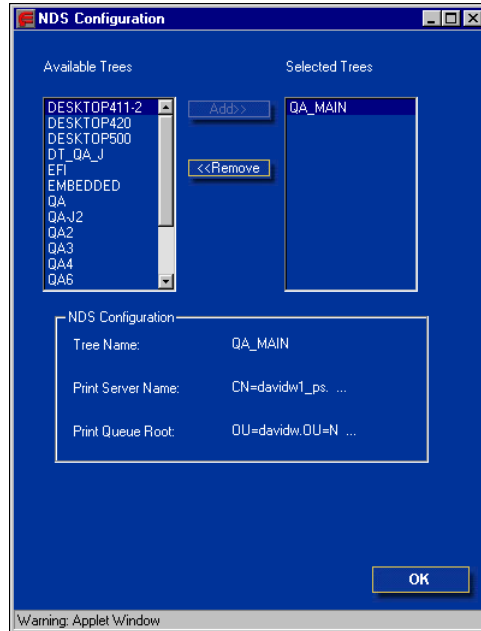 NDS Configuration
Available Trees
Selected Trees
DESKTOP411-2
DESKTOP420
DESKTOP500
DT_QA_J
EFI
EMBEDDED
QA
QAJ2
QA2
QA3
QA4
QA6
Add>>
<<Remove
QA_MAIN
NDS Configuration
Tree Name: QA_MAIN
Print Server Name: CN=davidw1_ps. ...
Print Queue Root: OU=davidw.OU=N ...
OK
Warning: Applet Window